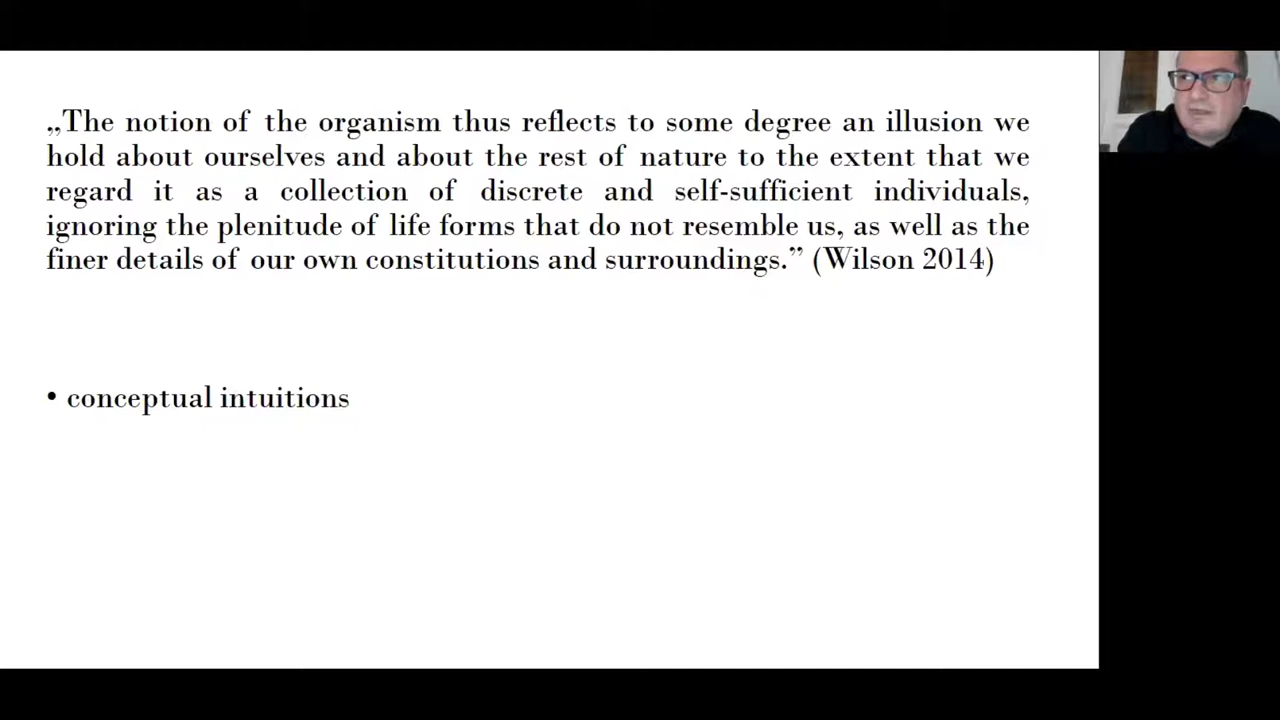 „The notion of the organism thus reflects to some degree an illusion we
hold about ourselves and about the rest of nature to the extent that we
regard it as a collection of discrete and self-sufficient individuals,
ignoring the plenitude of life forms that do not resemble us, as well as the
finer details of our own constitutions and surroundings.” (Wilson 2014)
• conceptual intuitions